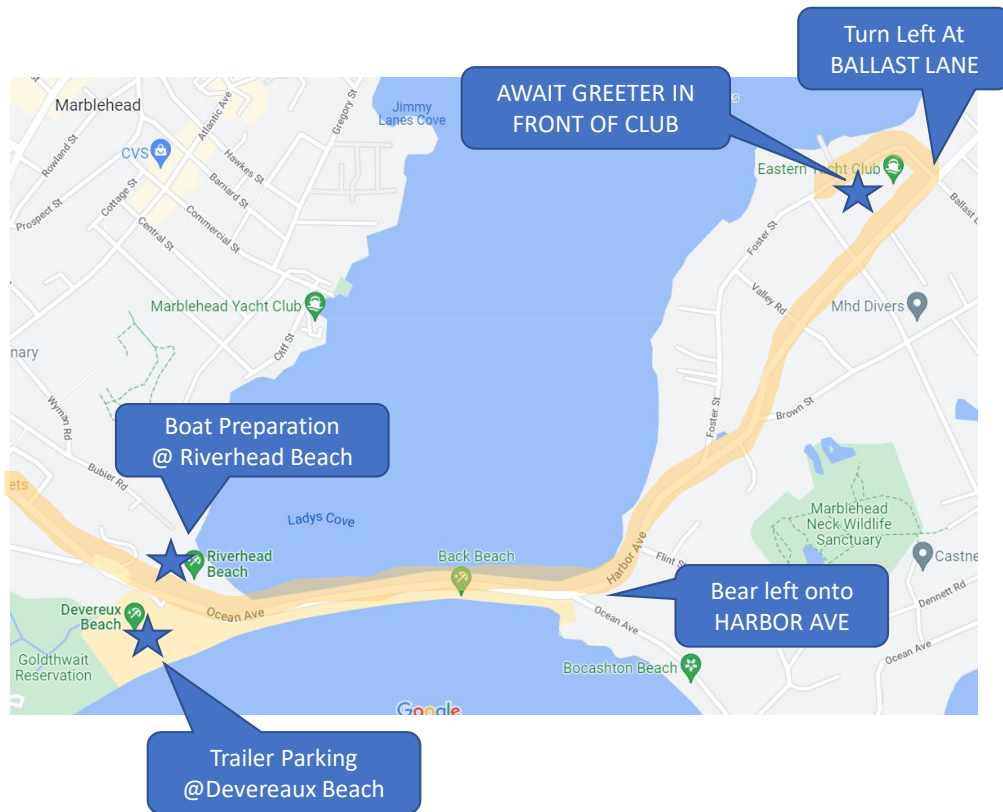 Turn Left At
BALLAST LANE
AWAIT GREETER IN
FRONT OF CLUB
Marblehead
Atlantic Ave
Gregory St
Jimmy
Lanes Cove
Rowland St
CVS
Hawkes St
Barnard St
Prospect St
Cottage St
Commercial St
Central St
Eastern Yacht Club
Foster St
Valley Rd
Mhd Divers
Marblehead Yacht Club
Cliff St
Wyman Rd
Foster St
Brown St
Boat Preparation
@ Riverhead Beach
Bubier Rd
Ladys Cove
Marblehead
Neck Wildlife
Sanctuary
Riverhead
Beach
Back Beach
Harbor Ave
Dennett Rd
Ocean Ave
Devereux
Beach
Bear left onto
HARBOR AVE
Ocean Ave
Ocean Ave
Goldthwait
Reservation
Bocashton Beach
Google
Trailer Parking
@Devereaux Beach